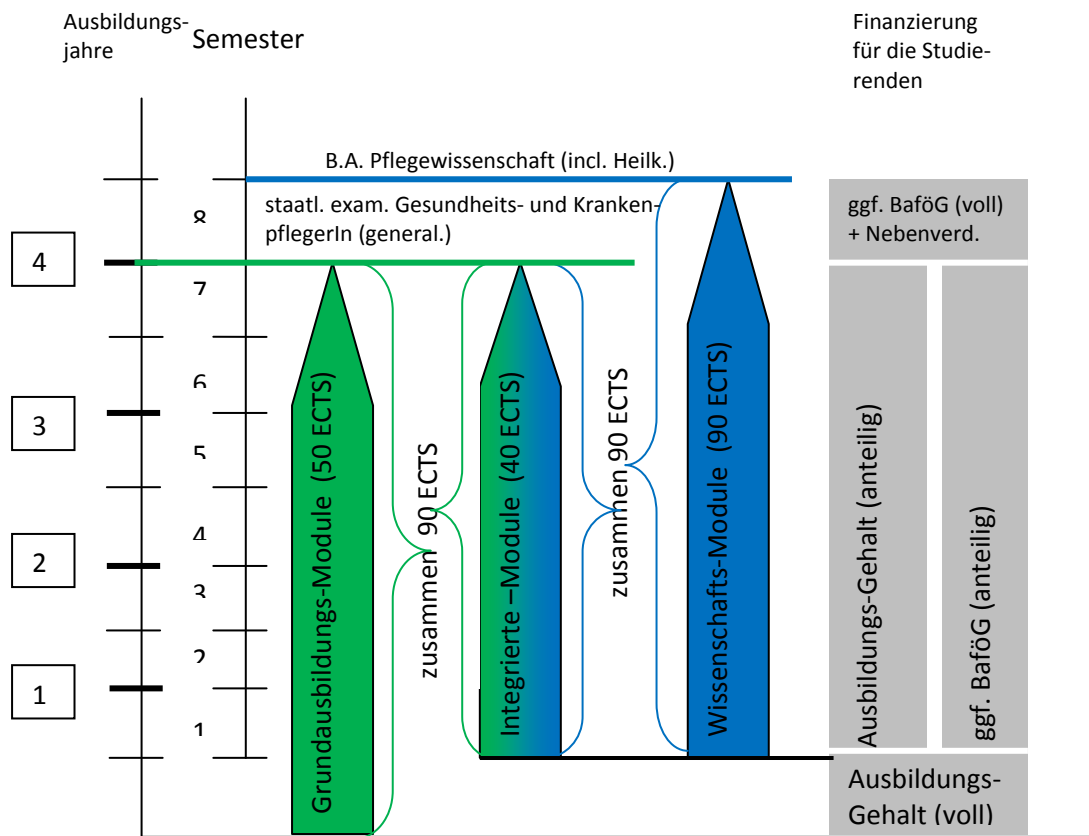 Ausbildungs-
jahre
Semester
Finanzierung
für die Studie-
renden
B.A. Pflegewissenschaft (incl. Heilk.)
staatl. exam. Gesundheits- und Kranken-
pflegerIn (general.)
ggf. BaföG (voll)
+ Nebenverd.
8
4
7
6
3
5
4
2
3
2
1
1
Grundausbildungs-Module (50 ECTS)
zusammen 90 ECTS
Integrierte –Module (40 ECTS)
zusammen 90 ECTS
Wissenschafts-Module (90 ECTS)
Ausbildungs-Gehalt (anteilig)
ggf. BaföG (anteilig)
Ausbildungs-
Gehalt (voll)